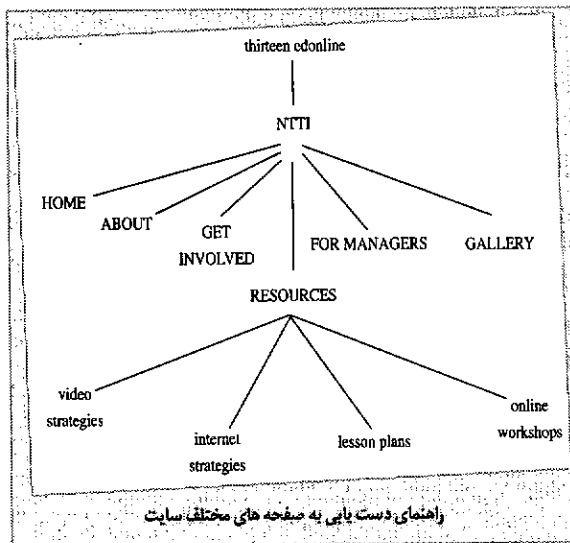 thirteen edonline
NTTI
HOME
ABOUT
GET
INVOLVED
FOR MANAGERS
GALLERY
RESOURCES
video
strategies
internet
strategies
lesson plans
online
workshops
راهنمای دست یابی به صفحه های مختلف سایت